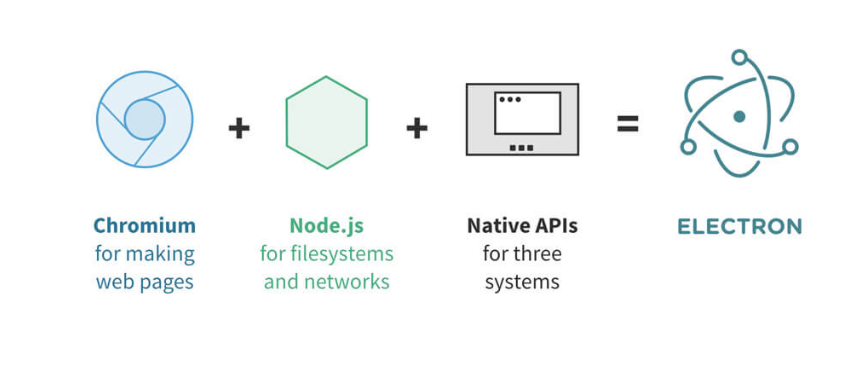 + + =
Chromium
for making
web pages
Node.js
for filesystems
and networks
Native APIs
for three
systems
ELECTRON